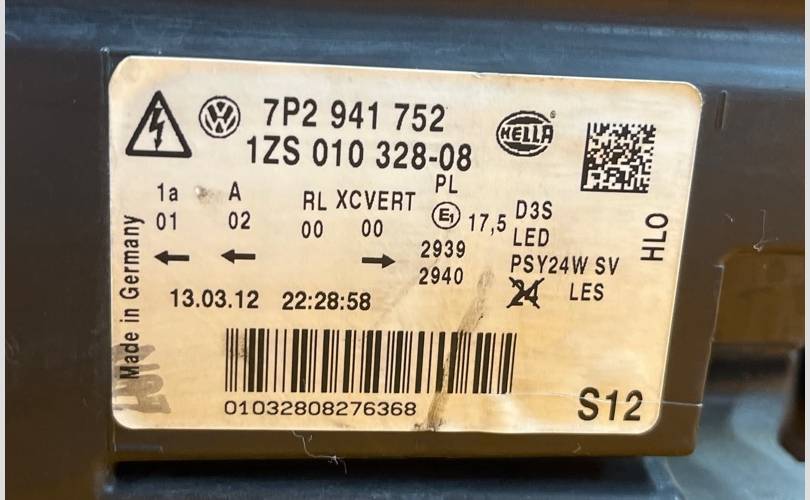 7P2 941 752
1ZS 010 328-08
HELLA
1a A RL XCVERT PL
01 02 00 00 E1 17,5 D3S
LED
2939
2940
PSY24W SV
24 LES
HLO
Made in Germany
13.03.12 22:28:58
01032808276368
S12